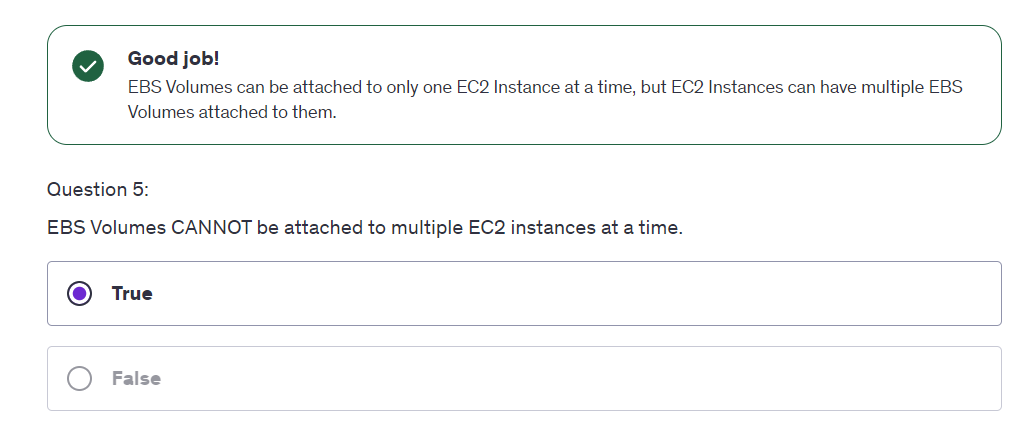 Good job!
EBS Volumes can be attached to only one EC2 Instance at a time, but EC2 Instances can have multiple EBS
Volumes attached to them.
Question 5:
EBS Volumes CANNOT be attached to multiple EC2 instances at a time.
True
False